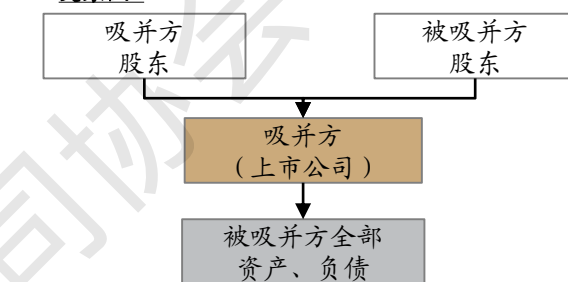 吸并方
股东
被吸并方
股东
吸并方
（上市公司）
被吸并方全部
资产、负债